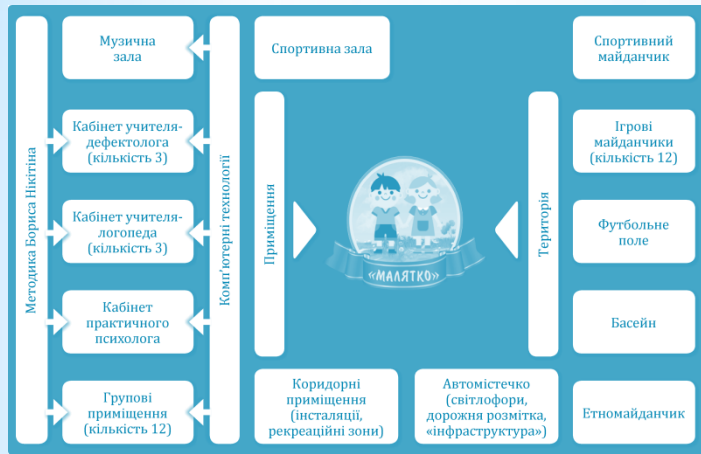 Методика Бориса Нікітіна
Музична
зала
Кабінет учителя-
дефектолога
(кількість 3)
Кабінет учителя-
логопеда
(кількість 3)
Кабінет
практичного
психолога
Групові
приміщення
(кількість 12)
Комп'ютерні технології
Спортивна зала
Приміщення
«МАЛЯТКО»
Коридорні
приміщення
(інсталяції,
рекреаційні зони)
Автомістечко
(світлофори,
дорожня розмітка,
«інфраструктура»)
Територія
Спортивний
майданчик
Ігрові
майданчики
(кількість 12)
Футбольне
поле
Басейн
Етномайданчик